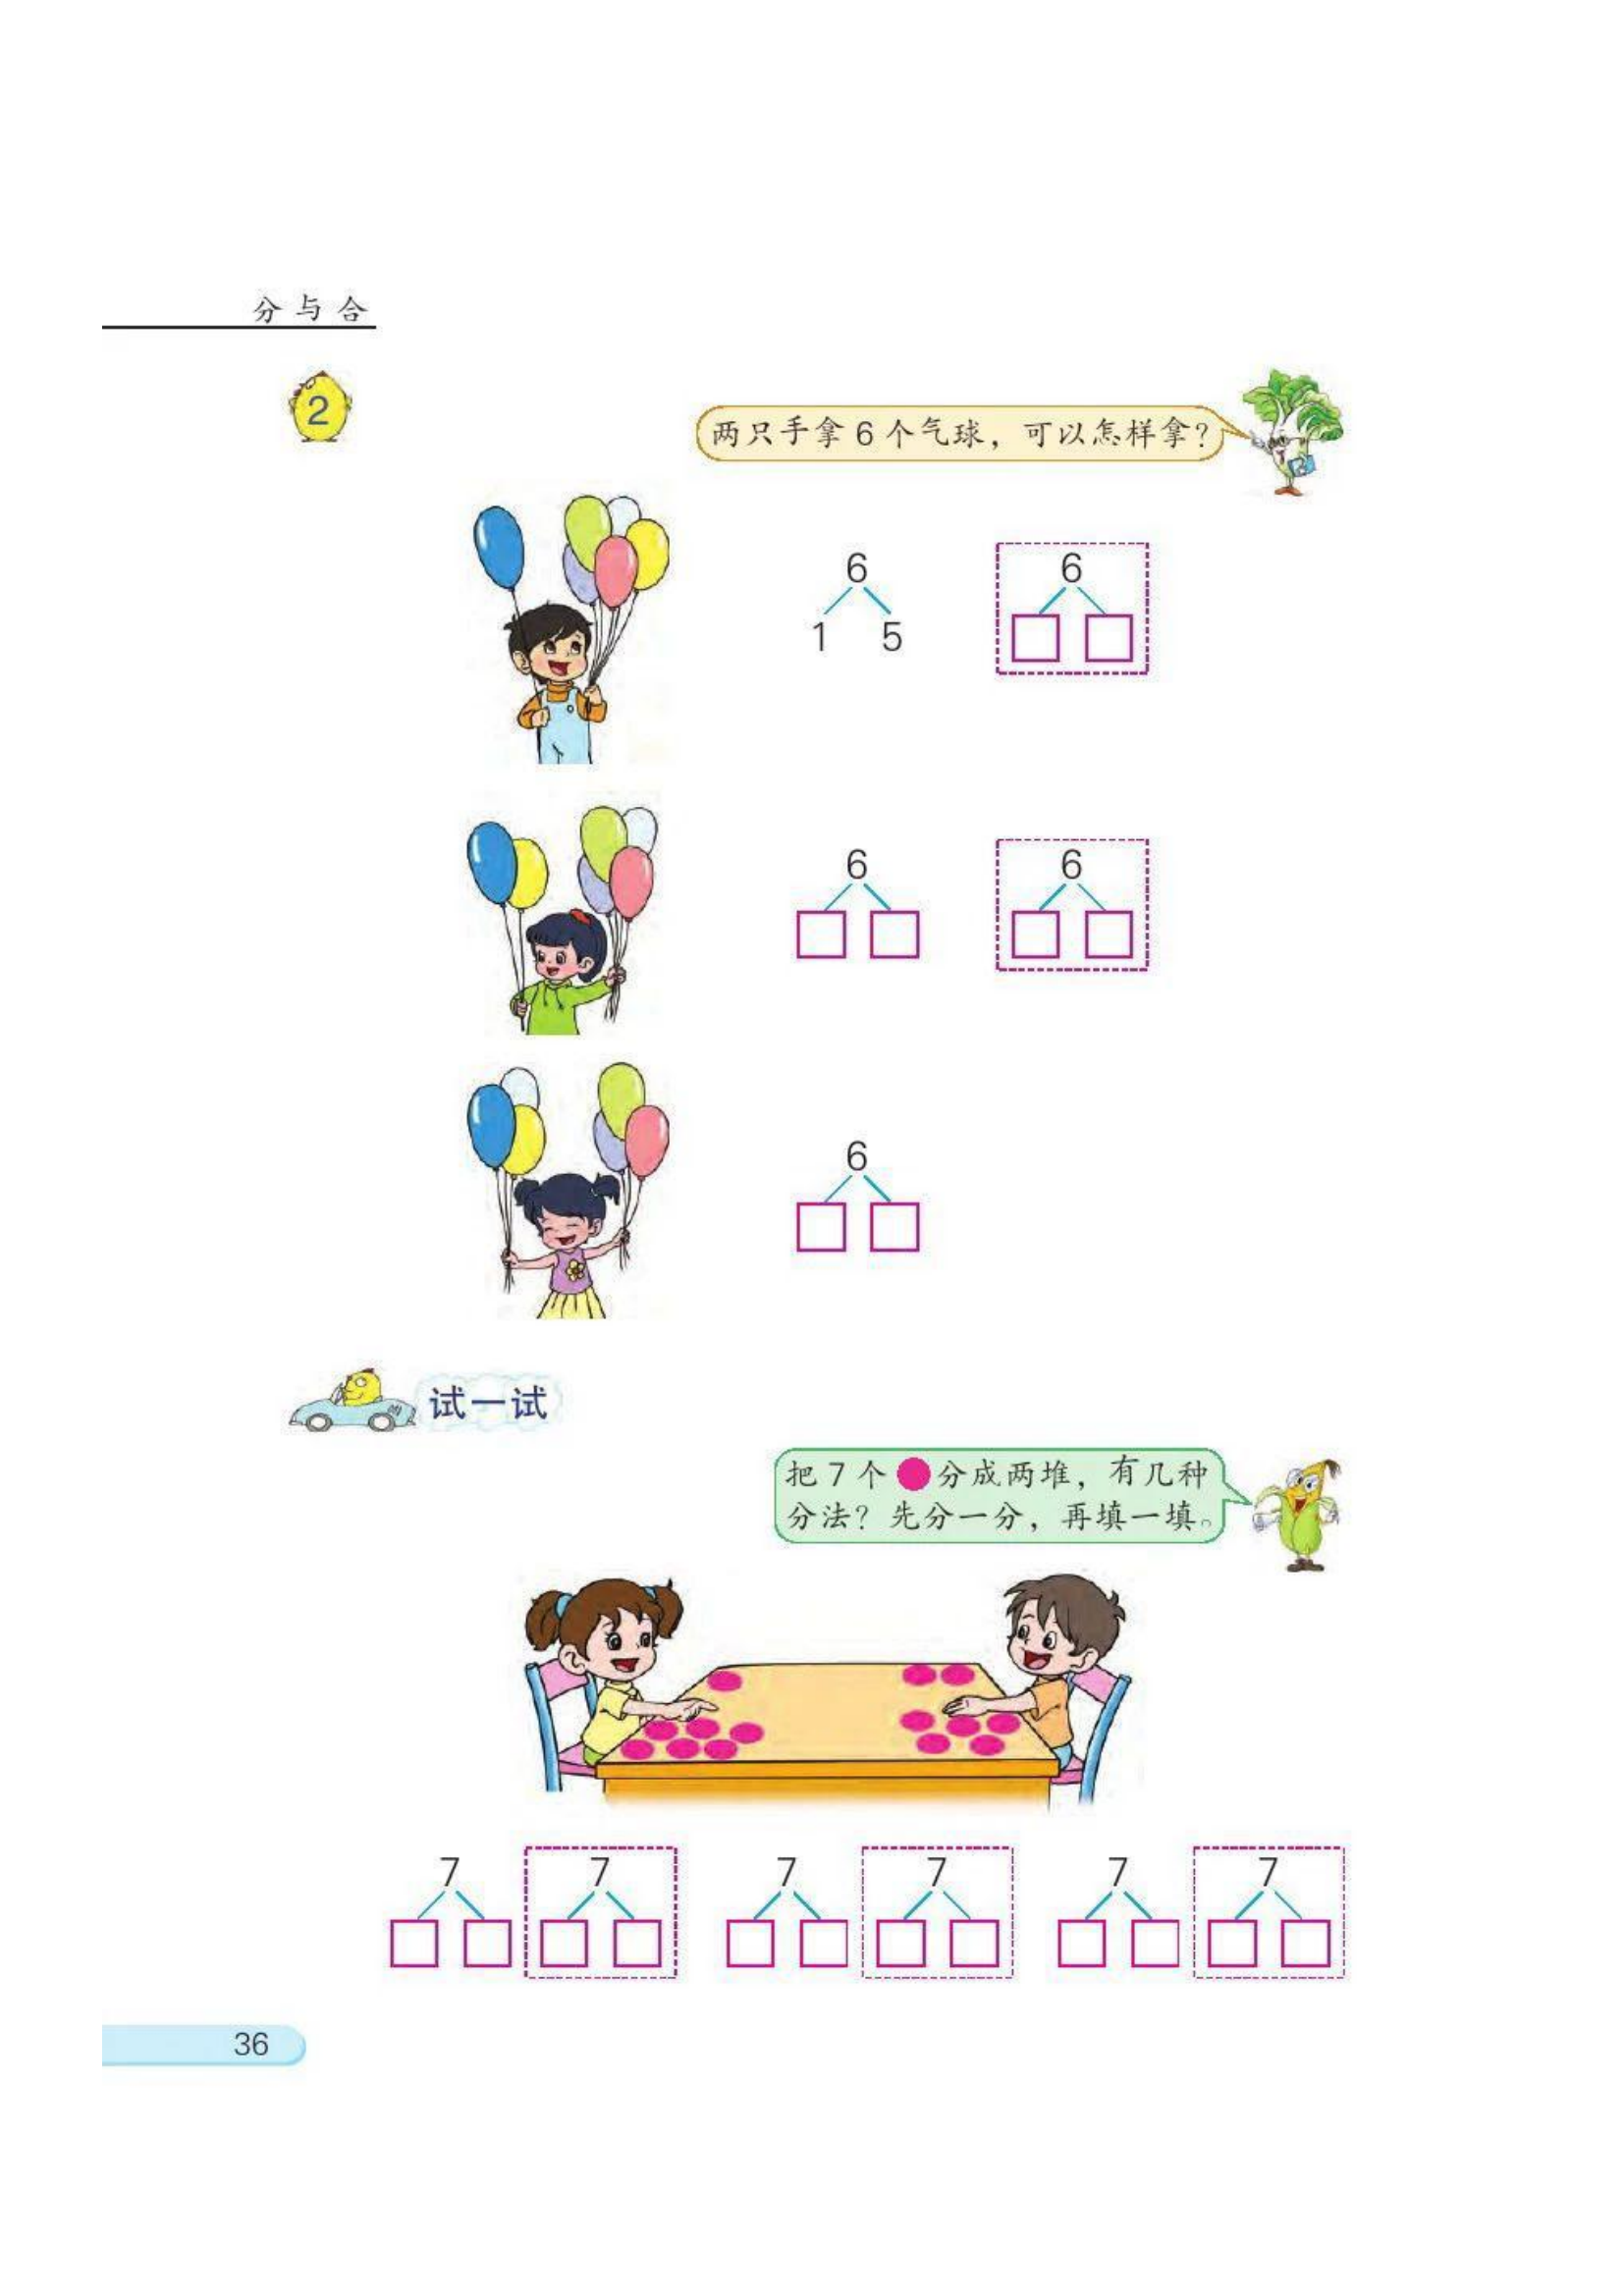 分与合
2
两只手拿6个气球，可以怎样拿？
6 6
1 5
6 6
6
试一试
把7个分成两堆，有几种
分法？先分一分，再填一填。
7 7 7 7 7 7
36